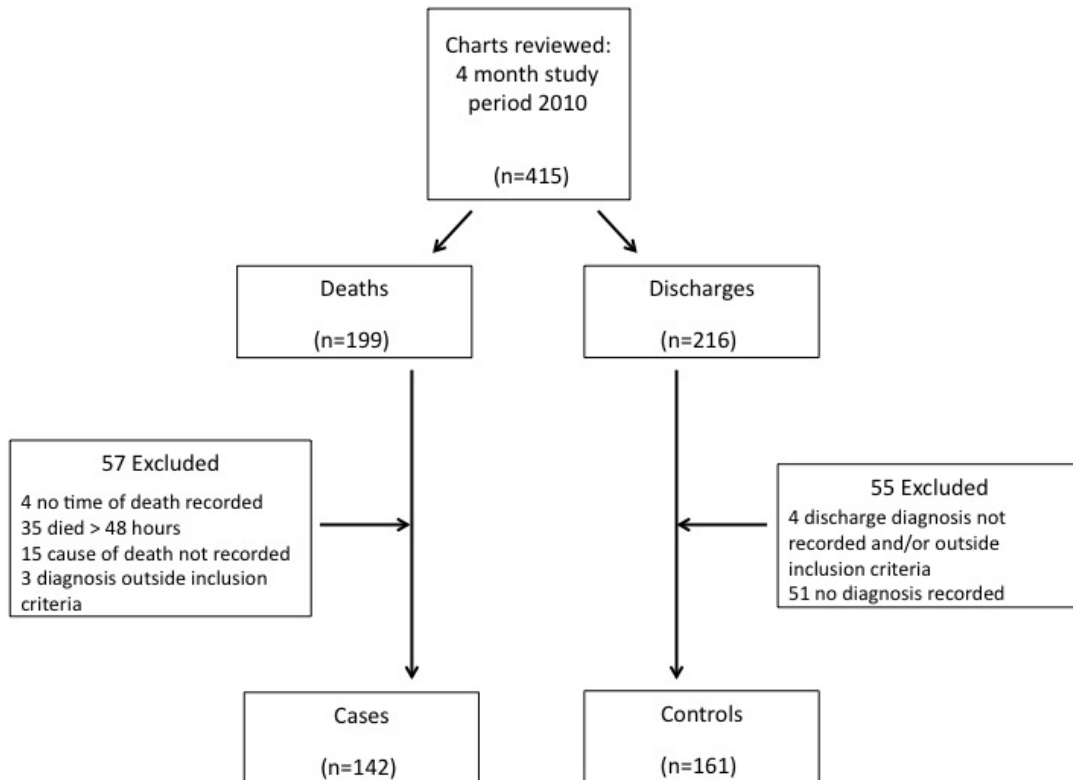 Charts reviewed:
4 month study
period 2010
(n=415)
Deaths
(n=199)
Discharges
(n=216)
57 Excluded
4 no time of death recorded
35 died > 48 hours
15 cause of death not recorded
3 diagnosis outside inclusion
criteria
55 Excluded
4 discharge diagnosis not
recorded and/or outside
inclusion criteria
51 no diagnosis recorded
Cases
(n=142)
Controls
(n=161)